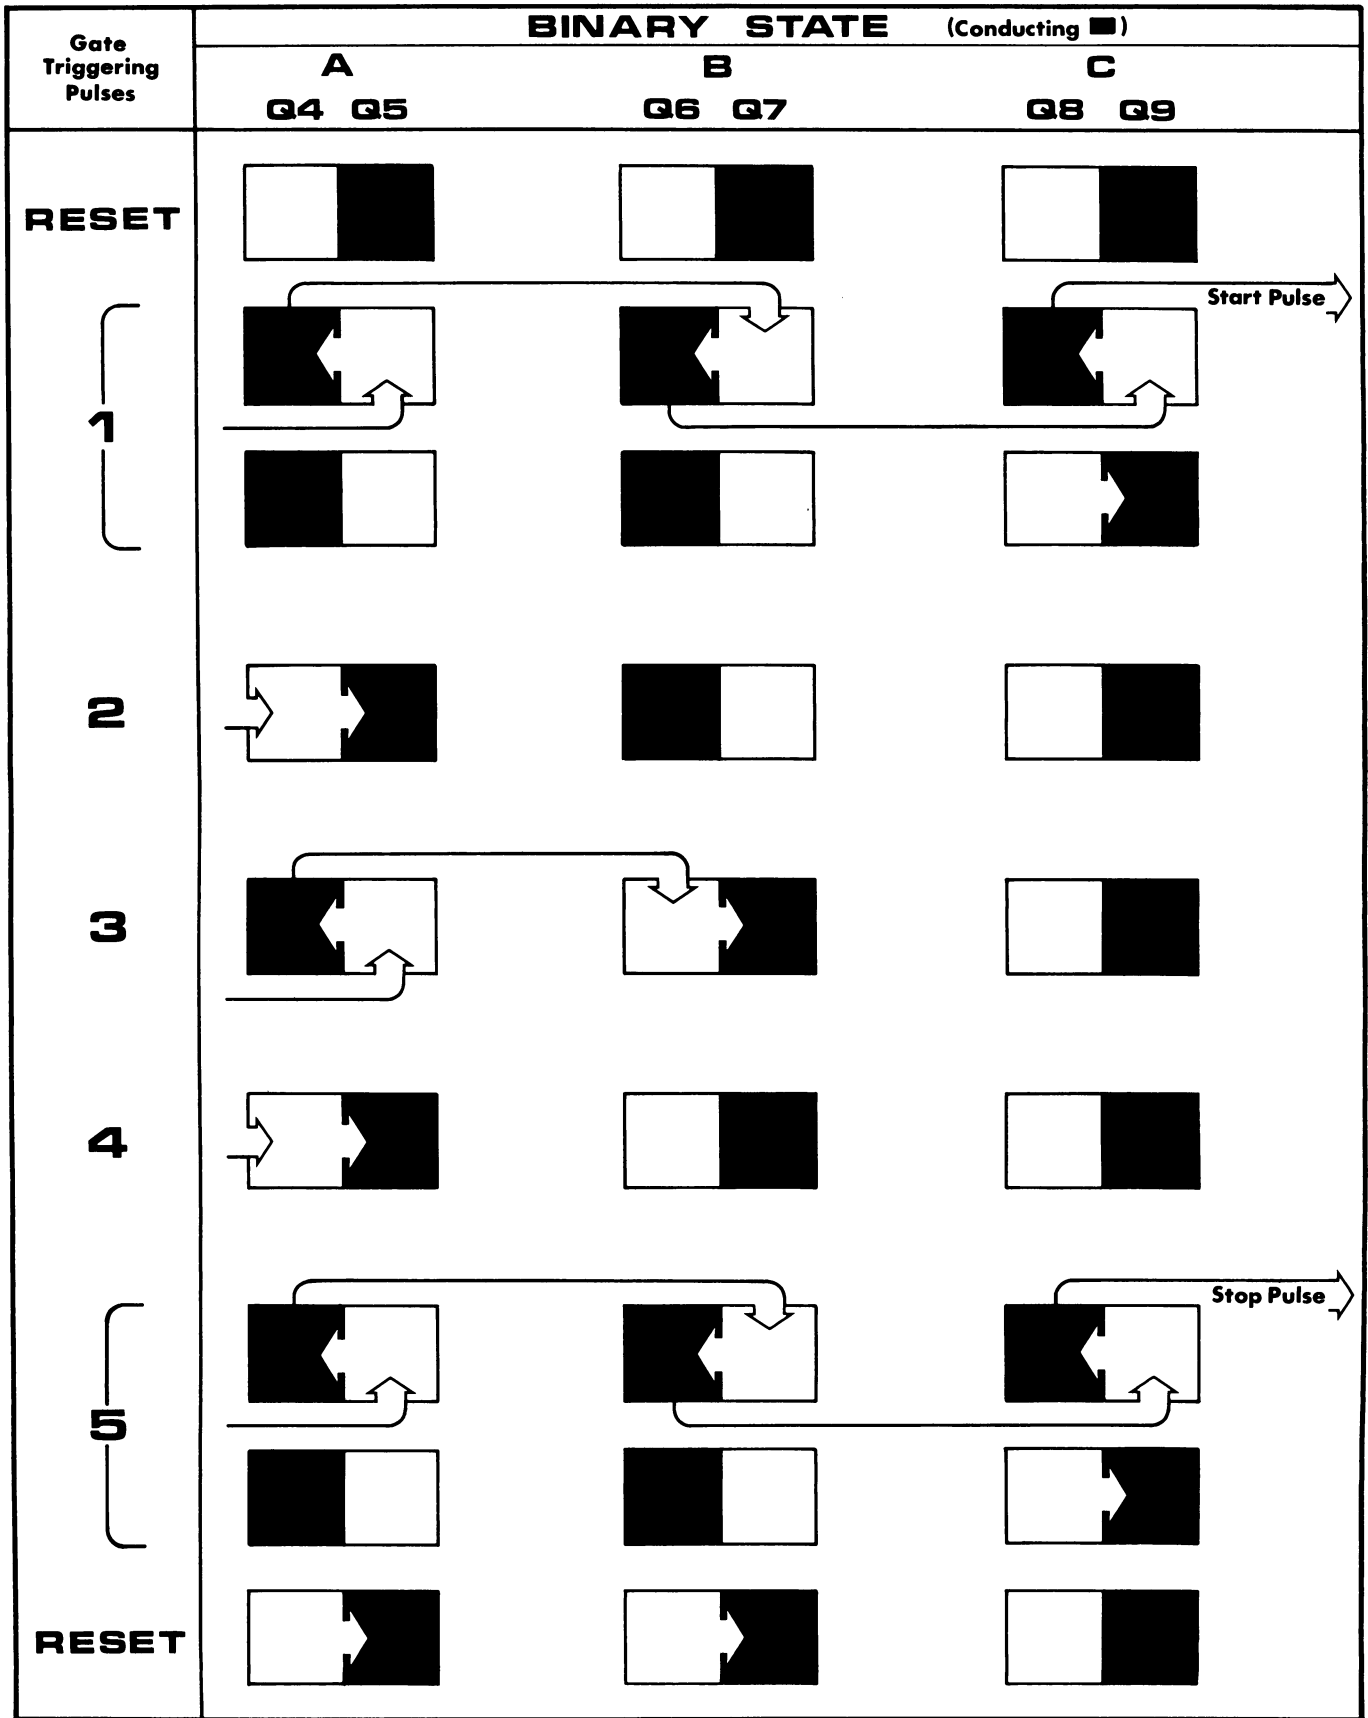 Gate
Triggering
Pulses
BINARY STATE (Conducting ■)
A B C
Q4 Q5 Q6 Q7 Q8 Q9
RESET
Start Pulse
1
2
3
4
Stop Pulse
5
RESET